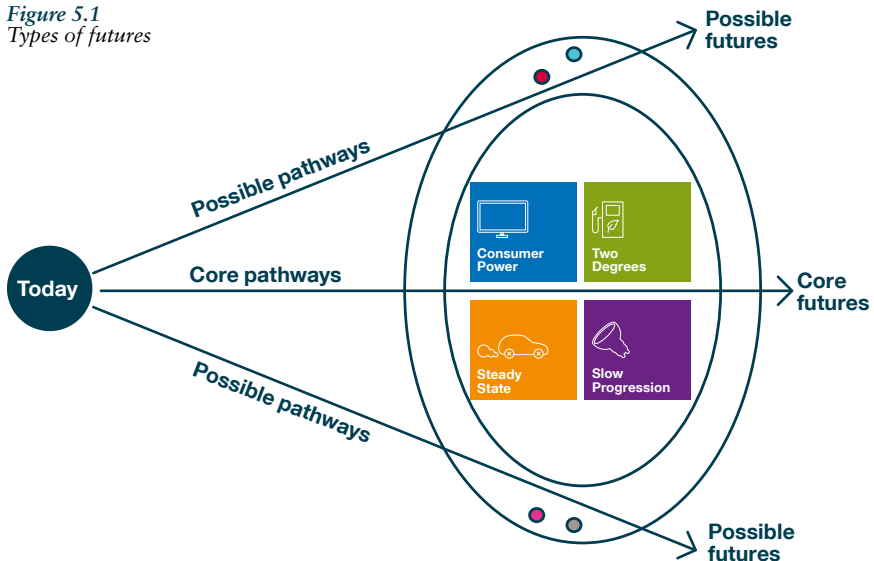 Figure 5.1
Types of futures
Possible
futures
Possible pathways
Consumer
Power
Two
Degrees
Today
Core pathways
Core
futures
Steady
State
Slow
Progression
Possible pathways
Possible
futures